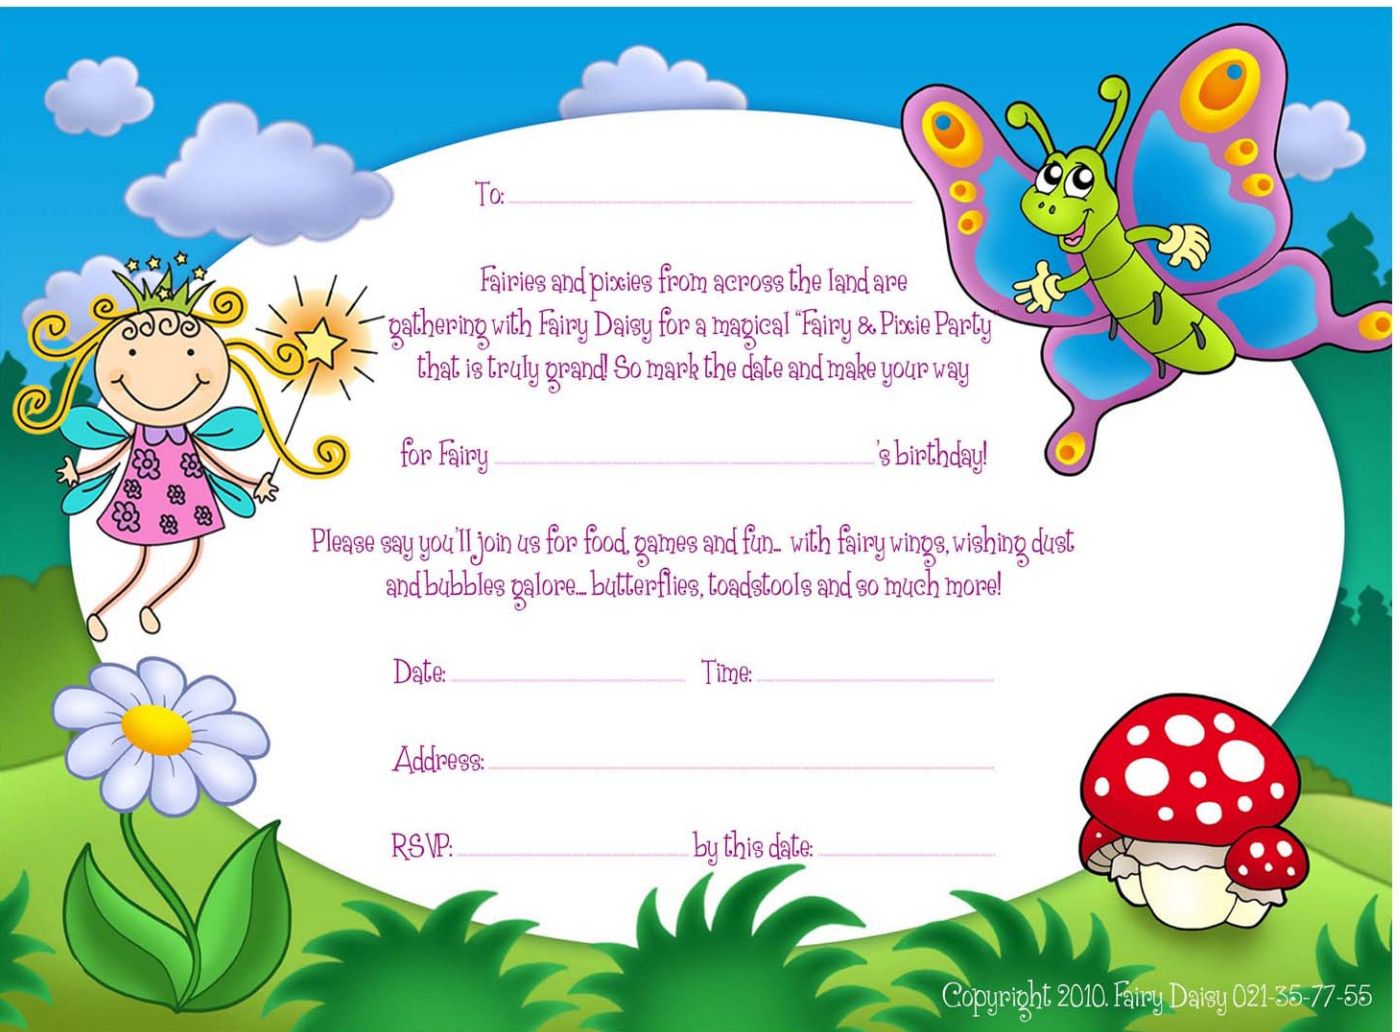 To:
Fairies and pixies from across the land are
gathering with Fairy Daisy for a magical "Fairy & Pixie Party"
that is truly grand! So mark the date and make your way
for Fairy 's birthday!
Please say you'll join us for food, games and fun... with fairy wings, wishing dust
and bubbles galore... butterflies, toadstools and so much more!
Date: Time:
Address:
RSVP: by this date:
Copyright 2010. Fairy Daisy 021-35-77-55